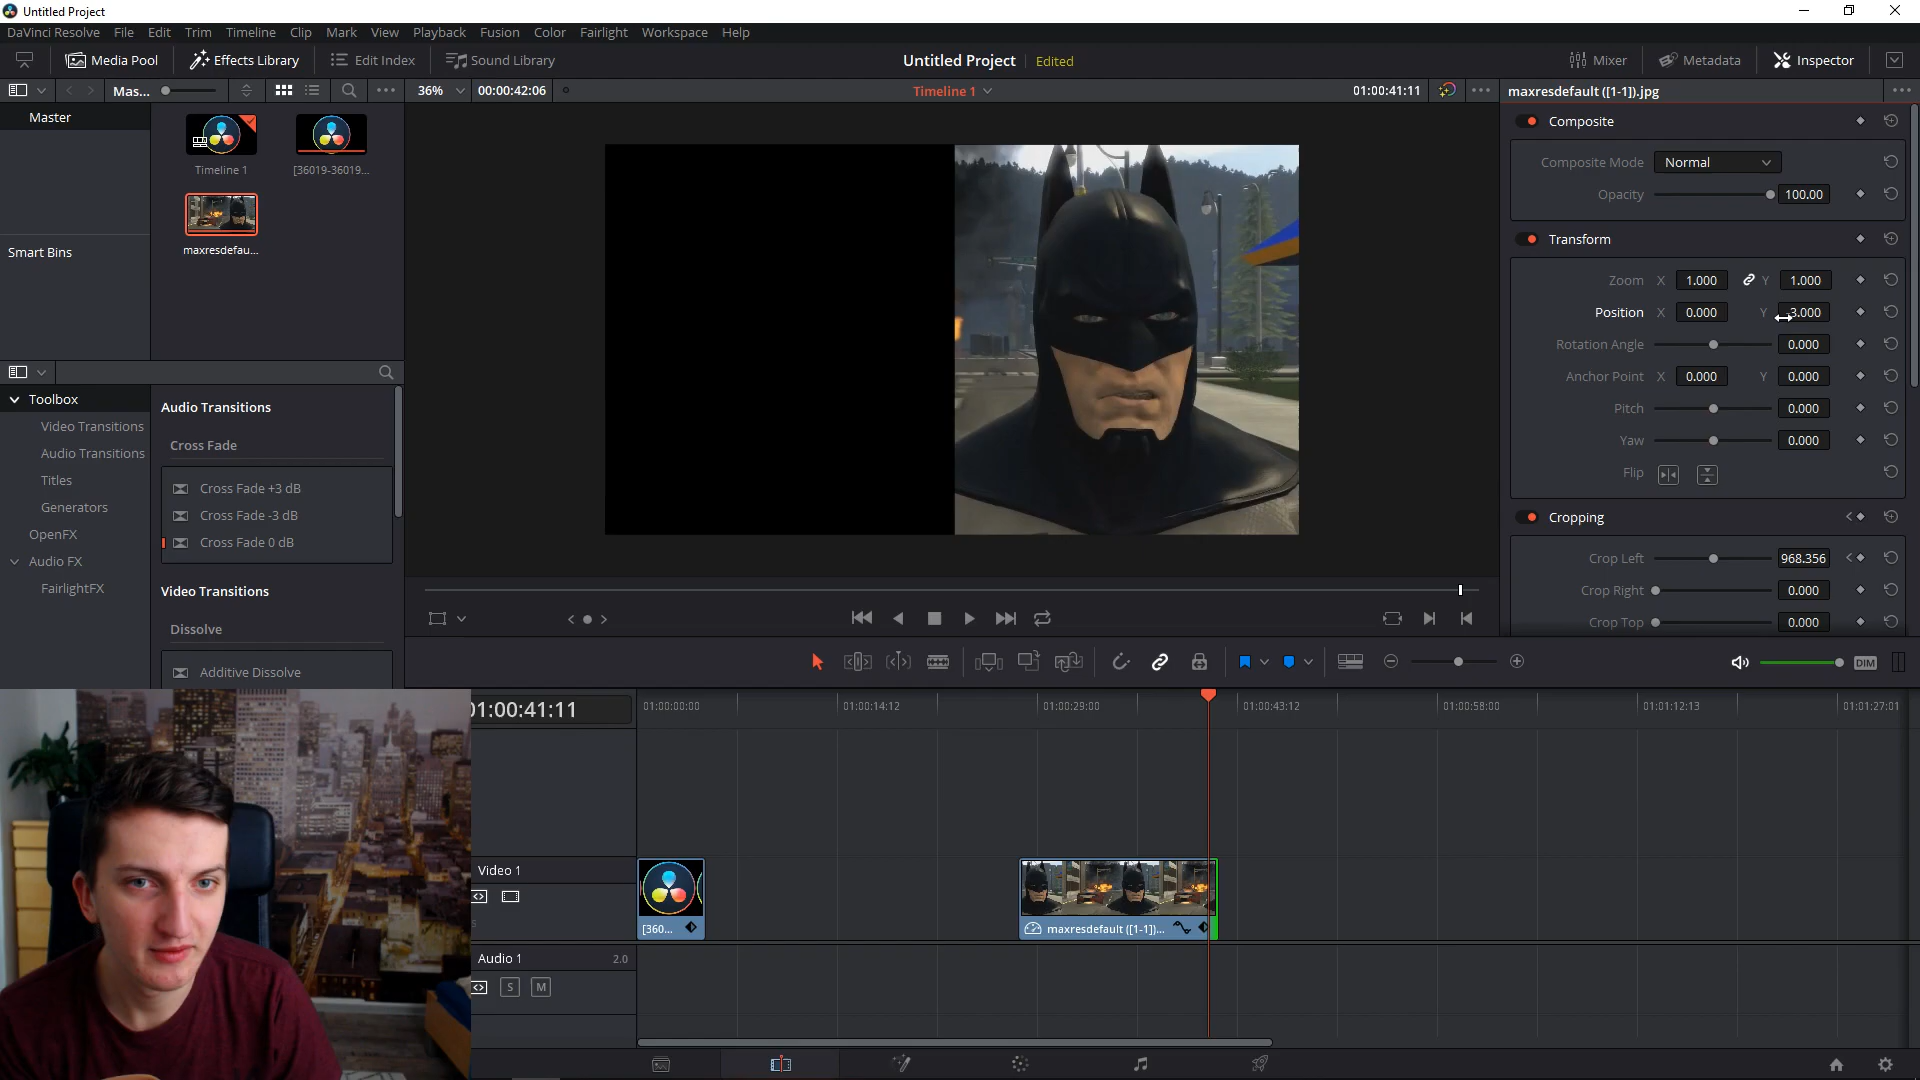 Untitled Project
DaVinci Resolve File Edit Trim Timeline Clip Mark View Playback Fusion Color Fairlight Workspace Help
Media Pool Effects Library Edit Index Sound Library Untitled Project Edited Mixer Metadata Inspector
Mas... 36% 00:00:42:06 Timeline 1 01:00:41:11 maxresdefault ([1-1]).jpg
Master
Timeline 1 [36019-36019...
maxresdefau...
Smart Bins
Composite
Composite Mode Normal
Opacity 100.00
Transform
Zoom X 1.000 Y 1.000
Position X 0.000 Y -3.000
Rotation Angle 0.000
Anchor Point X 0.000 Y 0.000
Pitch 0.000
Yaw 0.000
Flip
Cropping
Crop Left 968.356
Crop Right 0.000
Crop Top 0.000
Toolbox
Video Transitions
Audio Transitions
Titles
Generators
OpenFX
Audio FX
FairlightFX
Audio Transitions
Cross Fade
Cross Fade +3 dB
Cross Fade -3 dB
Cross Fade 0 dB
Video Transitions
Dissolve
Additive Dissolve
DIM
01:00:41:11 01:00:00:00 01:00:14:12 01:00:29:00 01:00:43:12 01:00:58:00 01:01:12:13 01:01:27:01
Video 1
[360... maxresdefault ([1-1])...
Audio 1 2.0
S M